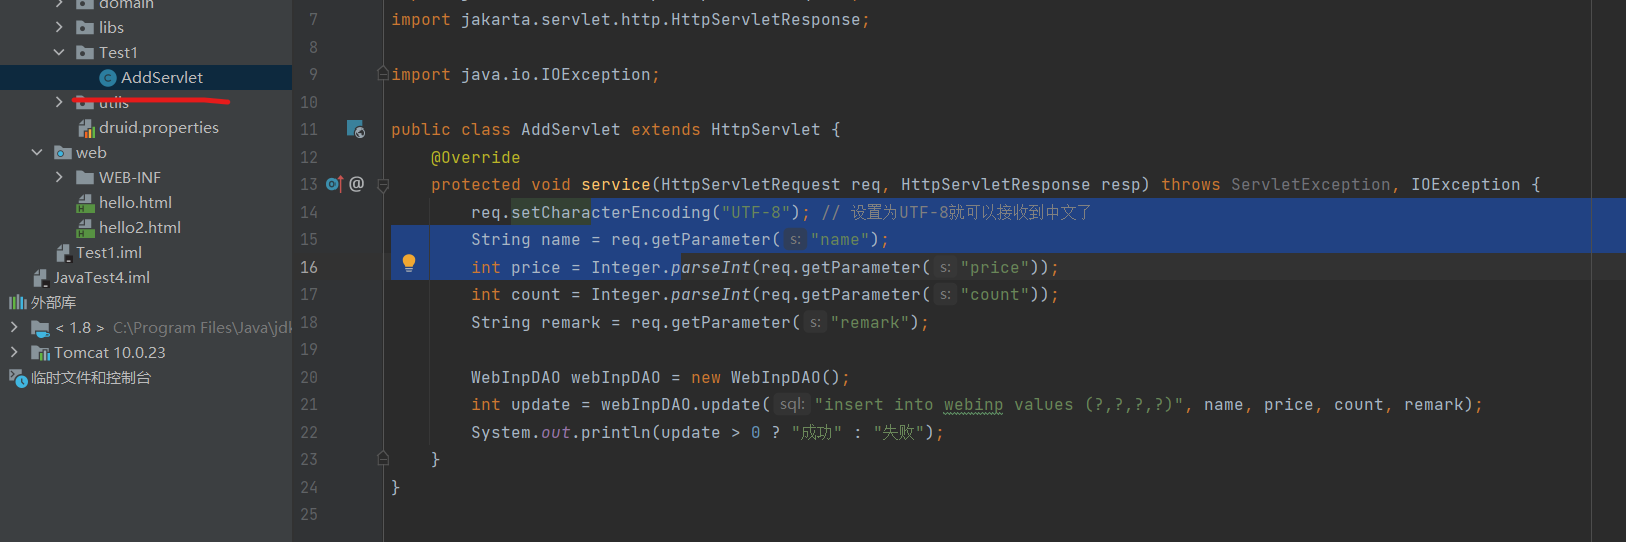 domain
libs
Test1
AddServlet
utils
druid.properties
web
WEB-INF
hello.html
hello2.html
Test1.iml
JavaTest4.iml
外部库
< 1.8 > C:\Program Files\Java\jdk
Tomcat 10.0.23
临时文件和控制台
7 import jakarta.servlet.http.HttpServletResponse;
8
9 import java.io.IOException;
10
11 public class AddServlet extends HttpServlet {
12 @Override
13 @ protected void service(HttpServletRequest req, HttpServletResponse resp) throws ServletException, IOException {
14 req.setCharacterEncoding("UTF-8"); // 设置为UTF-8就可以接收到中文了
15 String name = req.getParameter( s: "name");
16 int price = Integer.parseInt(req.getParameter( s: "price"));
17 int count = Integer.parseInt(req.getParameter( s: "count"));
18 String remark = req.getParameter( s: "remark");
19
20 WebInpDAO webInpDAO = new WebInpDAO();
21 int update = webInpDAO.update( sql: "insert into webinp values (?,?,?,?)", name, price, count, remark);
22 System.out.println(update > 0 ? "成功" : "失败");
23 }
24 }
25